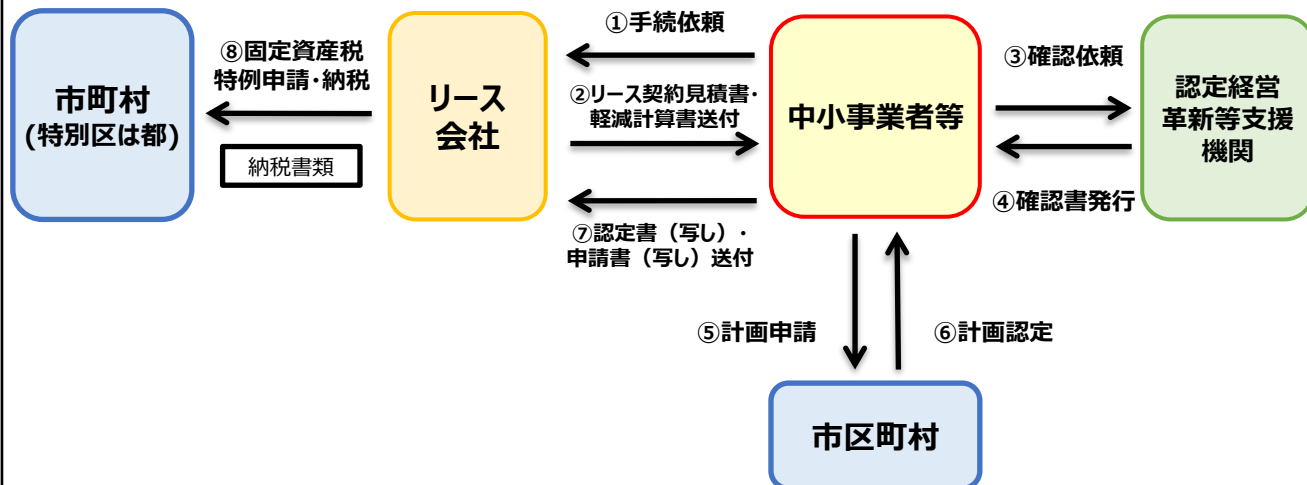 ①手続依頼
⑧固定資産税
特例申請・納税
③確認依頼
市町村
(特別区は都)
リース
会社
②リース契約見積書・
軽減計算書送付
中小事業者等
認定経営
革新等支援
機関
納税書類
④確認書発行
⑦認定書（写し）・
申請書（写し）送付
⑤計画申請
⑥計画認定
市区町村